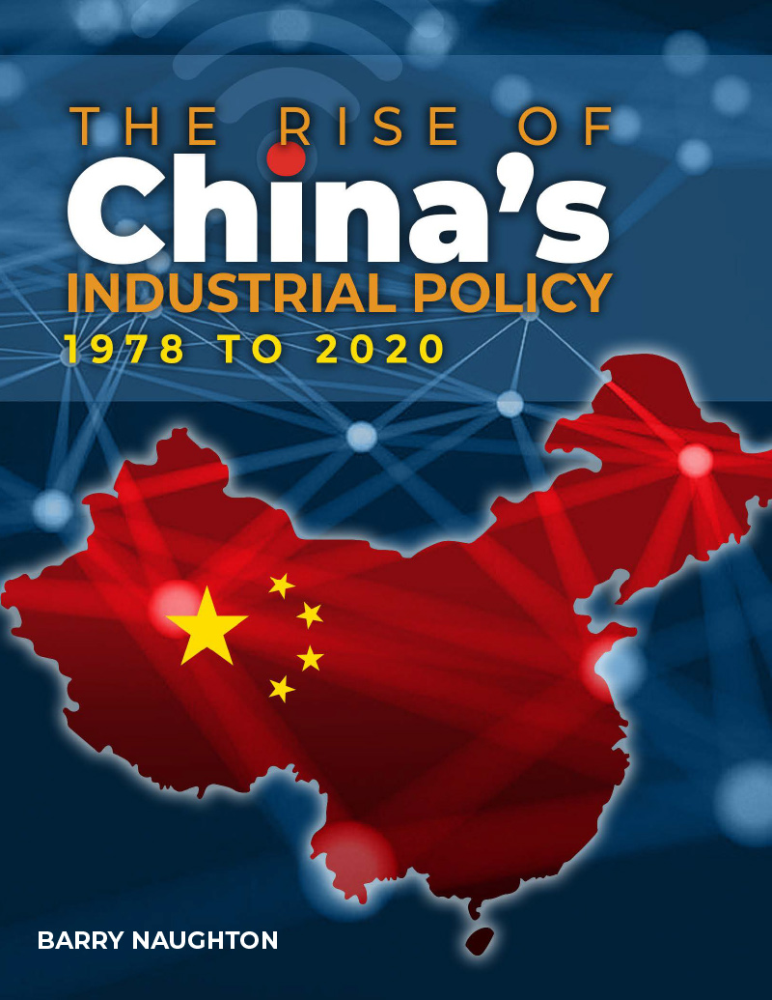 THE RISE OF
China's
INDUSTRIAL POLICY
1978 TO 2020
BARRY NAUGHTON